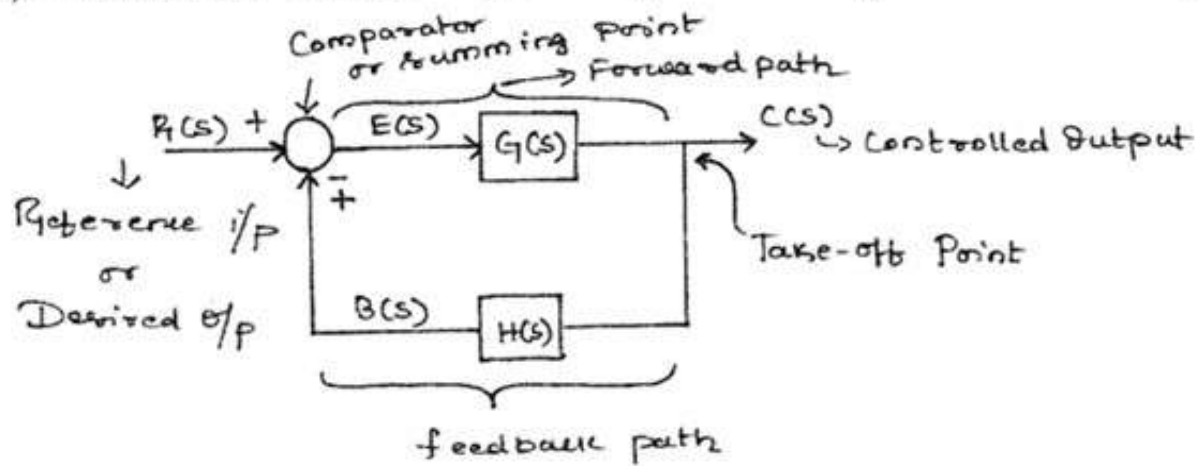 Comparator
or summing point
Forward path
R(s) +
E(s)
G(s)
C(s)
Controlled Output
-
+
Reference i/p
or
Desired o/p
Take-off Point
B(s)
H(s)
feedback path